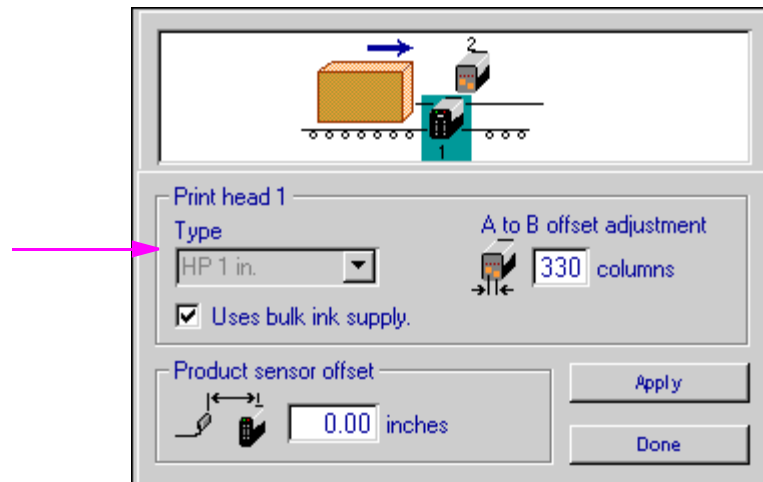 2
1
Print head 1
Type
A to B offset adjustment
HP 1 in.
330 columns
Uses bulk ink supply.
Product sensor offset
0.00 inches
Apply
Done